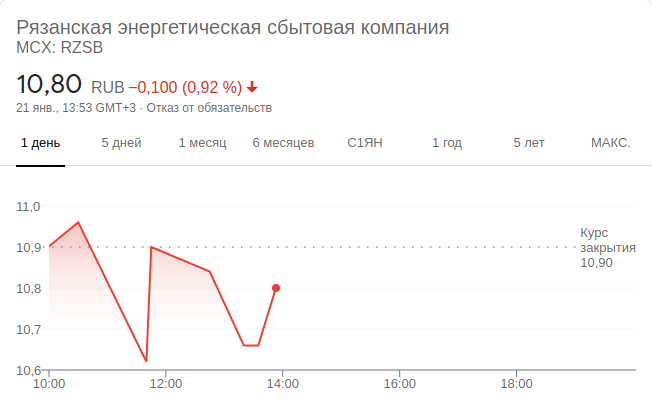 Рязанская энергетическая сбытовая компания
MCX: RZSB
10,80 RUB −0,100 (0,92 %)
21 янв., 13:53 GMT+3 · Отказ от обязательств
1 день 5 дней 1 месяц 6 месяцев С1ЯН 1 год 5 лет МАКС.
11,0
10,9
10,8
10,7
10,6
Курс
закрытия
10,90
10:00 12:00 14:00 16:00 18:00